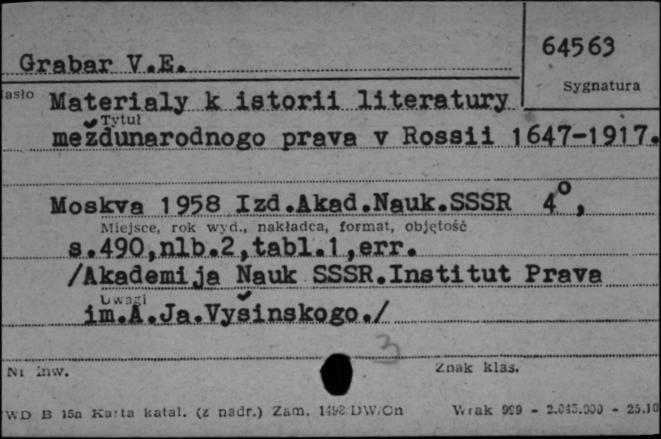 64563
Grabar V.E.
Sygnatura
Hasło Materialy k istorii literatury
Tytuł
meždunarodnogo prava v Rossii 1647-1917.
Moskva 1958 Izd.Akad.Nauk.SSSR 4°,
Miejsce, rok wyd., nakładca, format, objętość
s.490,nlb.2,tabl.1,err.
/Akademija Nauk SSSR.Institut Prava
Uwagi
im.A.Ja.Vyšinskogo./
3
Nr inw.
Znak klas.
WD B 15a Karta katal. (z nadr.) Zam. 1498 DW/On Wrak 999 - 2.045.000 - 25.10